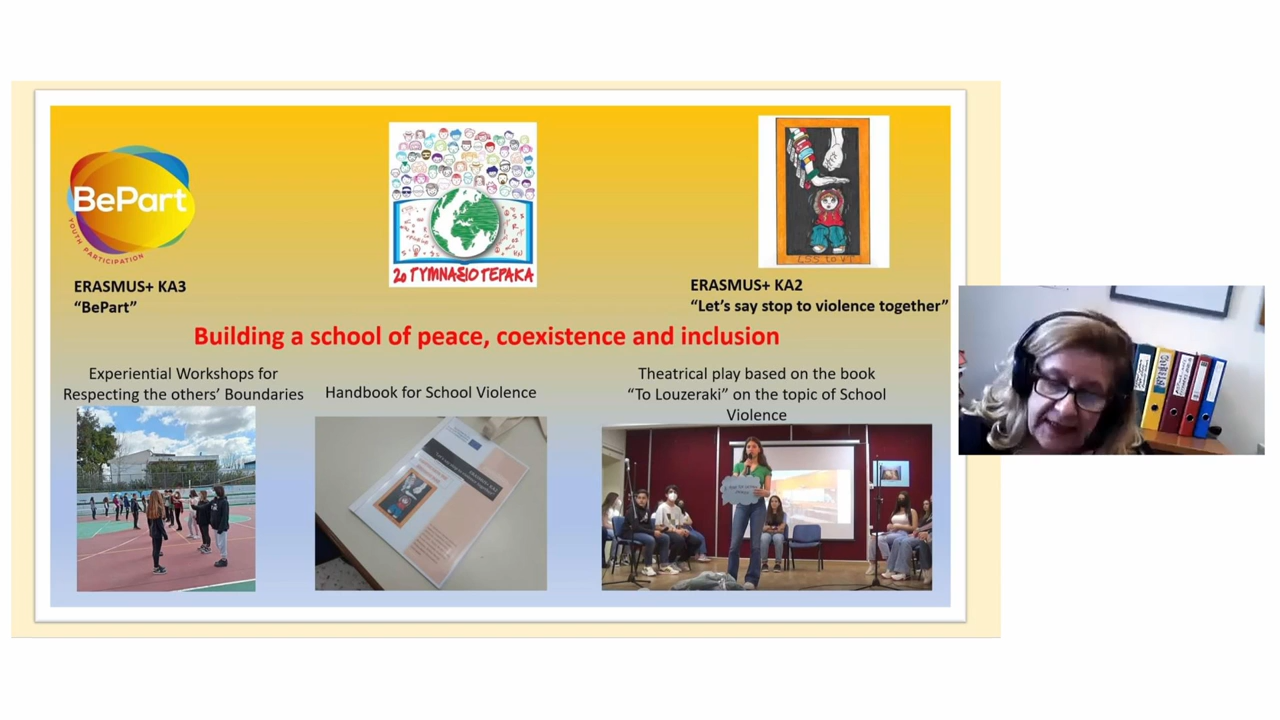 BePart
YOUTH PARTICIPATION
2ο ΓΥΜΝΑΣΙΟ ΓΕΡΑΚΑ
ERASMUS+ KA3
“BePart”
ERASMUS+ KA2
“Let’s say stop to violence together”
Building a school of peace, coexistence and inclusion
Experiential Workshops for
Respecting the others’ Boundaries
Handbook for School Violence
Theatrical play based on the book
“To Louzeraki” on the topic of School
Violence